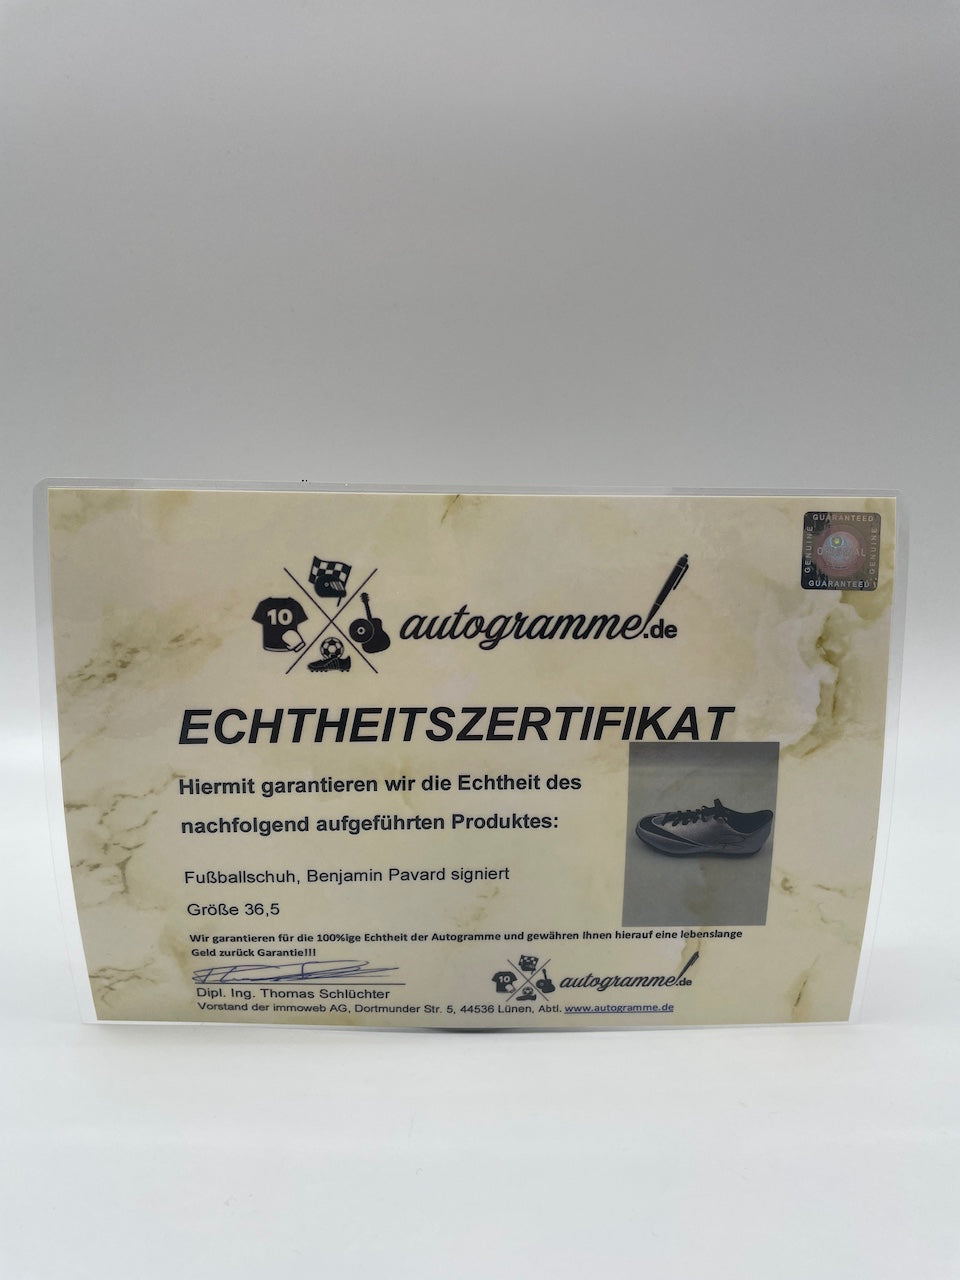 GUARANTEED
GENUINE
ORIGINAL
GENUINE
GUARANTEED
10
autogramme.de
ECHTHEITSZERTIFIKAT
Hiermit garantieren wir die Echtheit des
nachfolgend aufgeführten Produktes:
Fußballschuh, Benjamin Pavard signiert
Größe 36,5
Wir garantieren für die 100%ige Echtheit der Autogramme und gewähren Ihnen hierauf eine lebenslange
Geld zurück Garantie!!!
10
autogramme.de
Dipl. Ing. Thomas Schlüchter
Vorstand der immoweb AG, Dortmunder Str. 5, 44536 Lünen, Abtl. www.autogramme.de